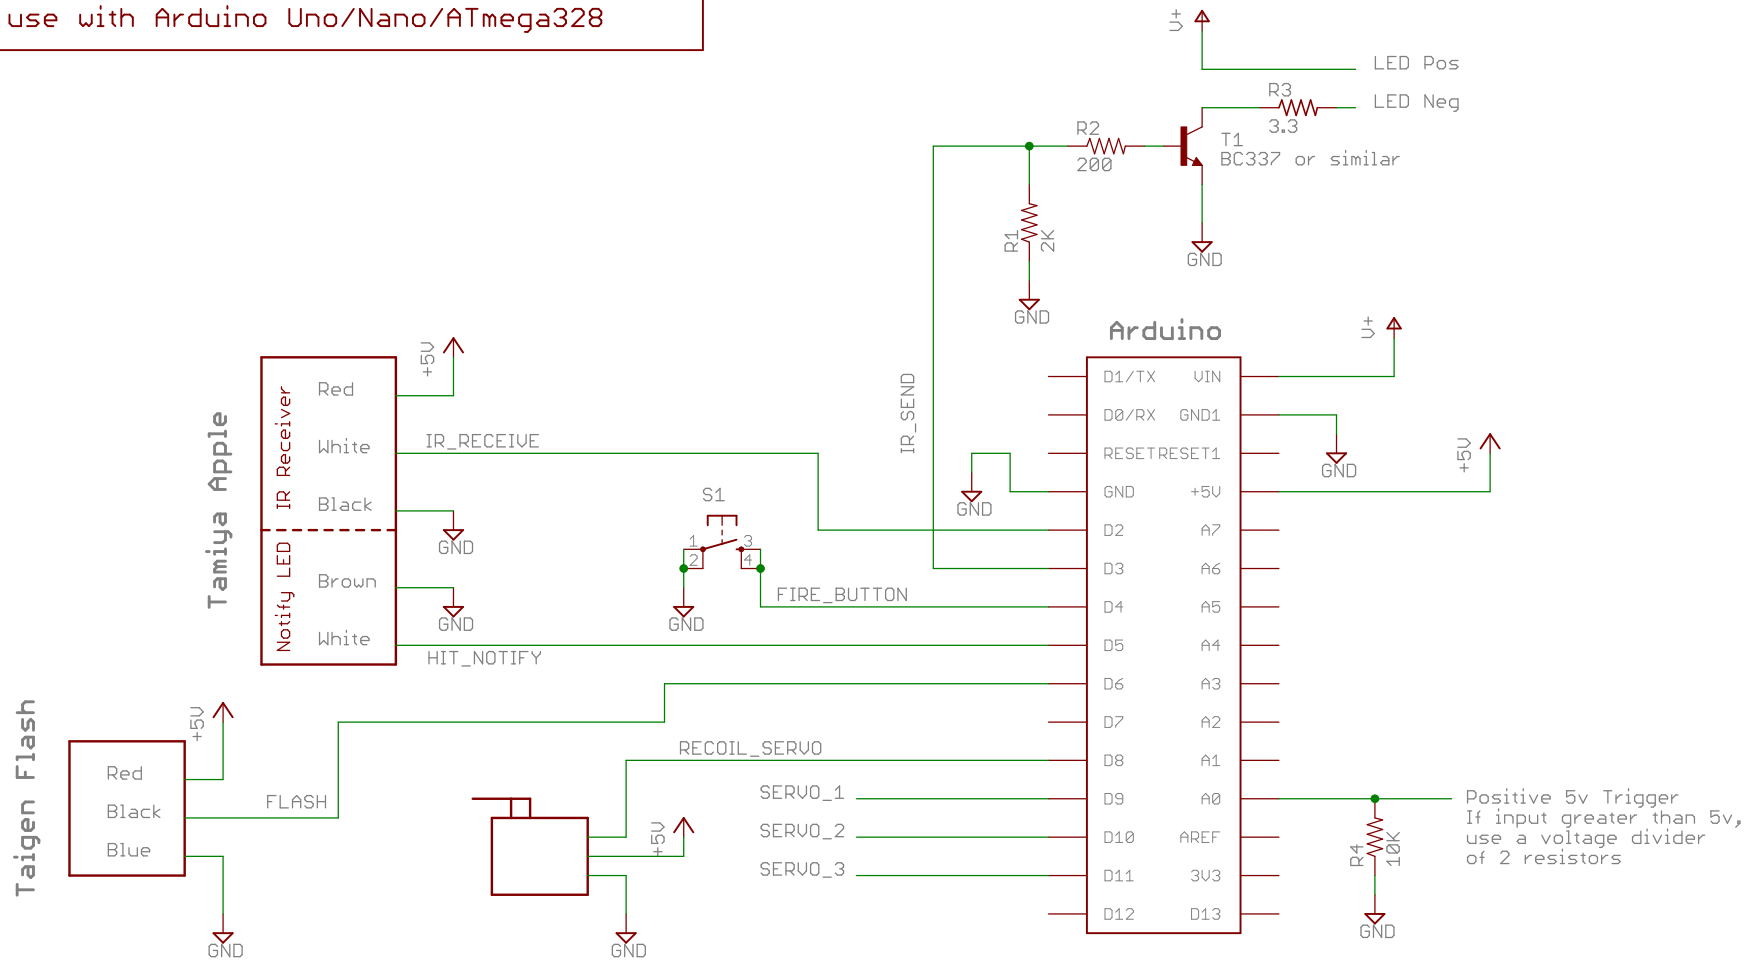 use with Arduino Uno/Nano/ATmega328
V+
LED Pos
R3
LED Neg
3.3
R2
200
T1
BC337 or similar
R1
2K
GND
GND
Arduino
V+
IR_SEND
D1/TX VIN
D0/RX GND1
RESET RESET1
GND +5V
D2 A7
D3 A6
D4 A5
D5 A4
D6 A3
D7 A2
D8 A1
D9 A0
D10 AREF
D11 3V3
D12 D13
GND
GND
+5V
Tamiya Apple
IR Receiver
Red
White
Black
Notify LED
Brown
White
+5V
IR_RECEIVE
GND
GND
HIT_NOTIFY
S1
1 3
2 4
GND
FIRE_BUTTON
Taigen Flash
Red
Black
Blue
+5V
FLASH
GND
RECOIL_SERVO
+5V
GND
SERVO_1
SERVO_2
SERVO_3
Positive 5v Trigger
If input greater than 5v,
use a voltage divider
of 2 resistors
R4
10K
GND